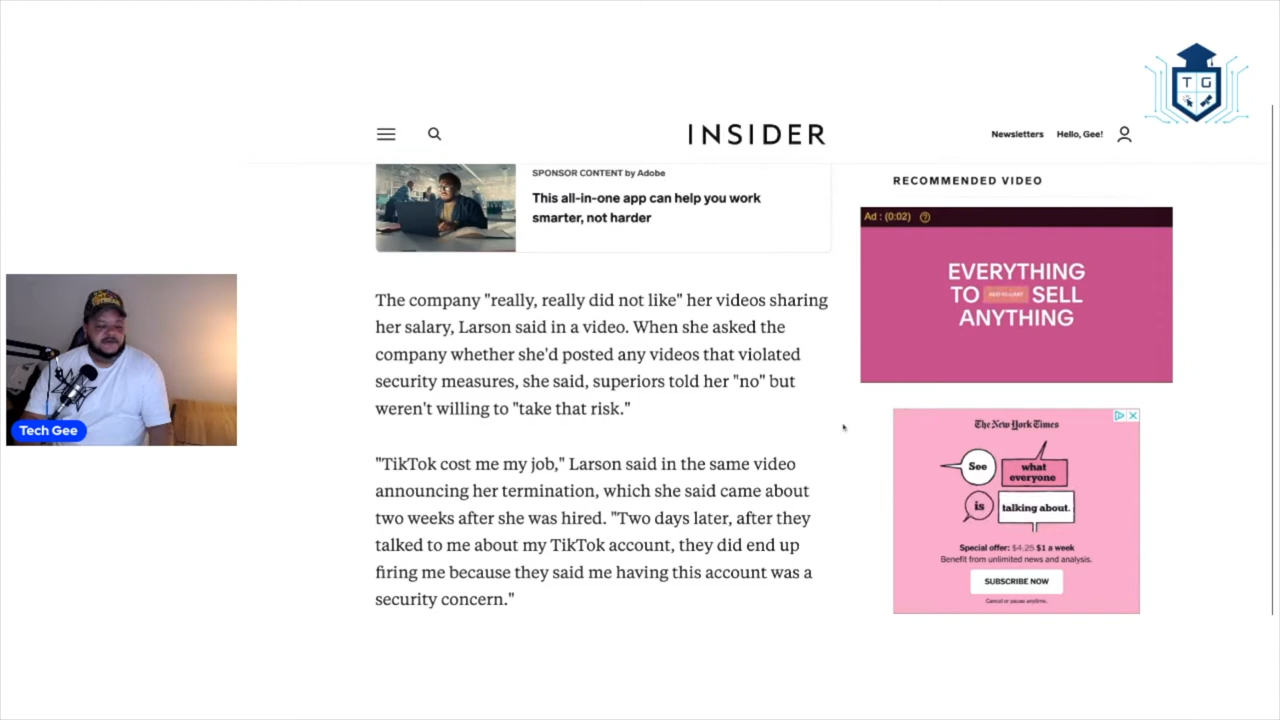 T G
INSIDER
Newsletters
Hello, Gee!
SPONSOR CONTENT by Adobe
This all-in-one app can help you work
smarter, not harder
The company "really, really did not like" her videos sharing
her salary, Larson said in a video. When she asked the
company whether she'd posted any videos that violated
security measures, she said, superiors told her "no" but
weren't willing to "take that risk."
"TikTok cost me my job," Larson said in the same video
announcing her termination, which she said came about
two weeks after she was hired. "Two days later, after they
talked to me about my TikTok account, they did end up
firing me because they said me having this account was a
security concern."
RECOMMENDED VIDEO
Ad : (0:02)
EVERYTHING
TO SELL
ANYTHING
The New York Times
See
what
everyone
is
talking about.
Special offer: $4.25 $1 a week
Benefit from unlimited news and analysis.
SUBSCRIBE NOW
Cancel or pause anytime.
Tech Gee